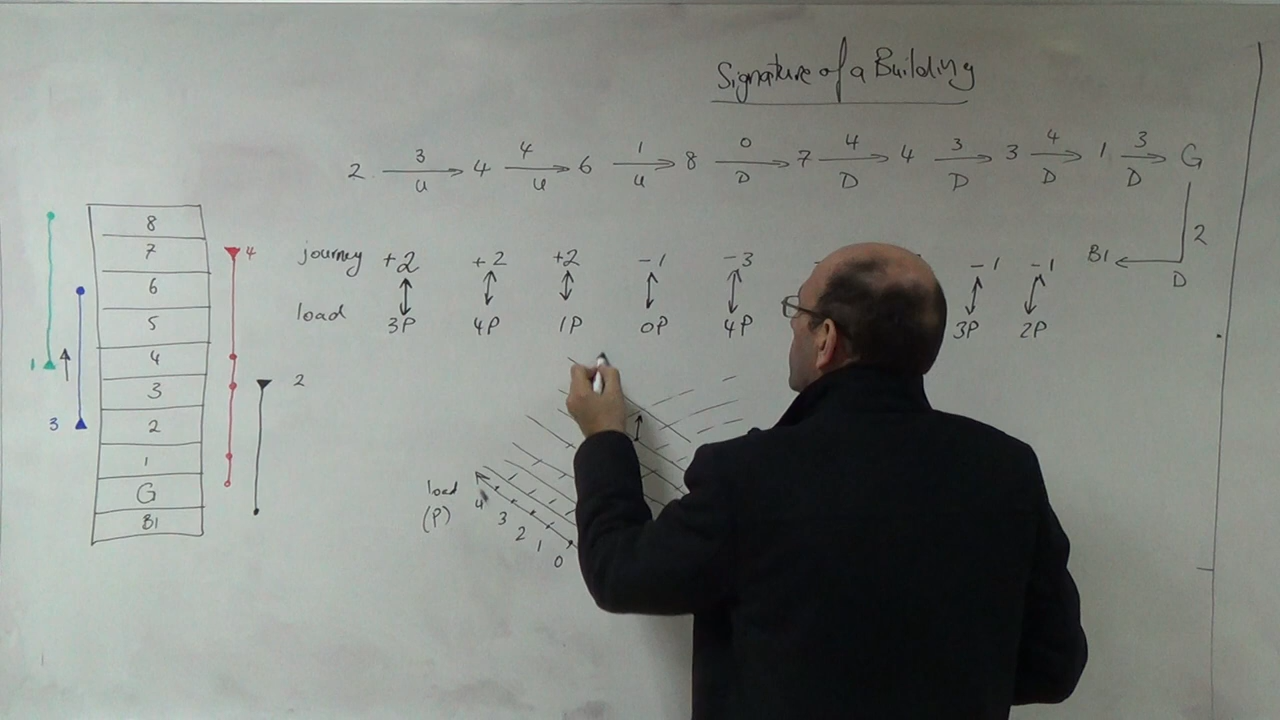 Signature of a Building
3 4 1 0 4 3 4 3
2 → 4 → 6 → 8 → 7 → 4 → 3 → 1 → G
U U U D D D D D
2
B1 ←
D
journey +2 +2 +2 -1 -3 -1 -1
load 3P 4P 1P 0P 4P 3P 2P
8
7
6
5
4
3
2
1
G
B1
1
3
4
2
load
(P)
4
3
2
1
0